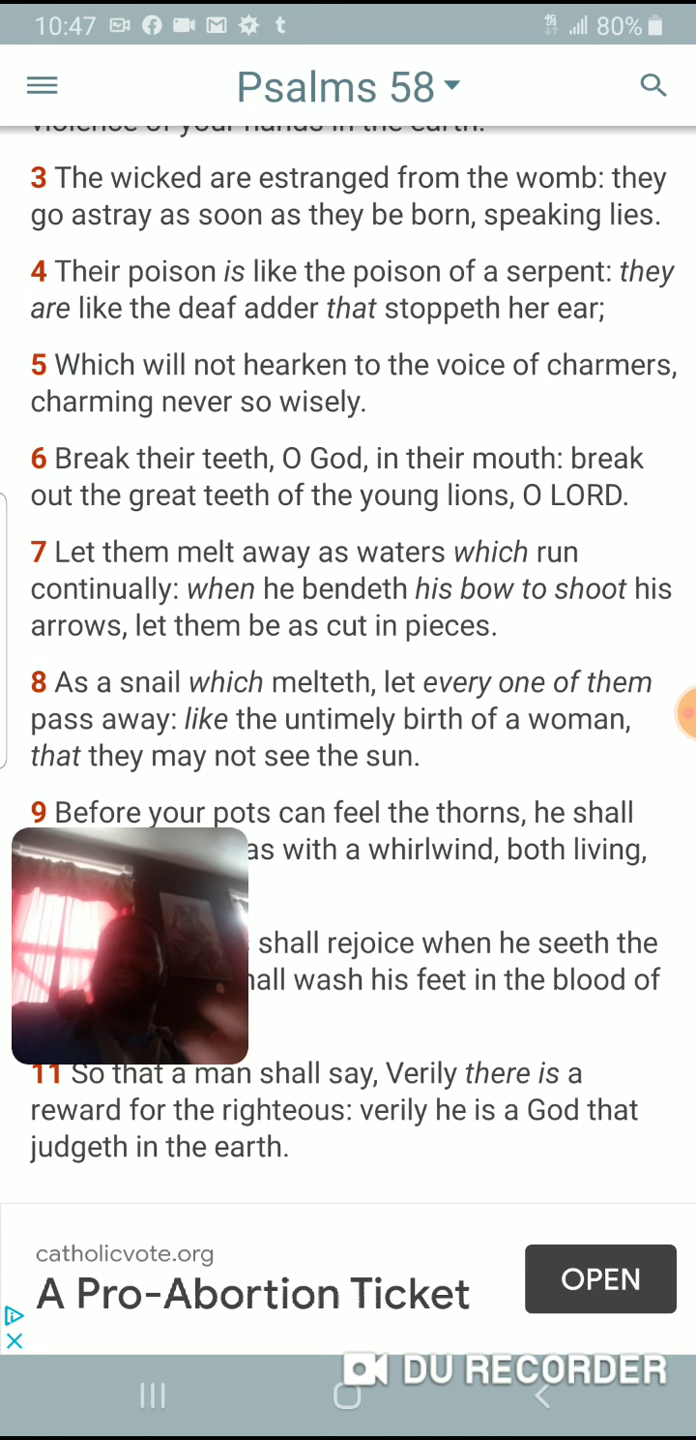 10:47 80%
Psalms 58
violence of your hands in the earth.
3 The wicked are estranged from the womb: they
go astray as soon as they be born, speaking lies.
4 Their poison is like the poison of a serpent: they
are like the deaf adder that stoppeth her ear;
5 Which will not hearken to the voice of charmers,
charming never so wisely.
6 Break their teeth, O God, in their mouth: break
out the great teeth of the young lions, O LORD.
7 Let them melt away as waters which run
continually: when he bendeth his bow to shoot his
arrows, let them be as cut in pieces.
8 As a snail which melteth, let every one of them
pass away: like the untimely birth of a woman,
that they may not see the sun.
9 Before your pots can feel the thorns, he shall
as with a whirlwind, both living,
shall rejoice when he seeth the
wash his feet in the blood of
11 So that a man shall say, Verily there is a
reward for the righteous: verily he is a God that
judgeth in the earth.
catholicvote.org
A Pro-Abortion Ticket
OPEN
DU RECORDER